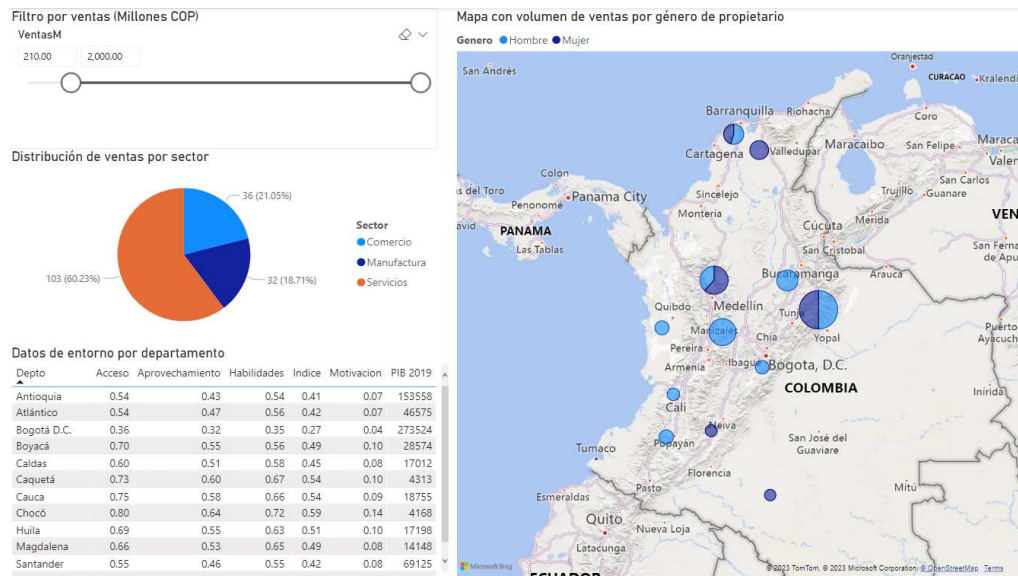 Filtro por ventas (Millones COP)
VentasM
210.00 2,000.00
Distribución de ventas por sector
36 (21.05%)
32 (18.71%)
103 (60.23%)
Sector
Comercio
Manufactura
Servicios
Datos de entorno por departamento
Depto Acceso Aprovechamiento Habilidades Indice Motivacion PIB 2019
Antioquia 0.54 0.43 0.54 0.41 0.07 153558
Atlántico 0.54 0.47 0.56 0.42 0.07 46575
Bogotá D.C. 0.36 0.32 0.35 0.27 0.04 273524
Boyacá 0.70 0.55 0.56 0.49 0.10 28574
Caldas 0.60 0.51 0.58 0.45 0.08 17012
Caquetá 0.73 0.60 0.67 0.54 0.10 4313
Cauca 0.75 0.58 0.66 0.54 0.09 18755
Chocó 0.80 0.64 0.72 0.59 0.14 4168
Huila 0.69 0.55 0.63 0.51 0.10 17198
Magdalena 0.66 0.53 0.65 0.49 0.08 14148
Santander 0.55 0.46 0.55 0.42 0.08 69125
Mapa con volumen de ventas por género de propietario
Genero Hombre Mujer
Oranjestad
San Andrés
CURACAO Kralendi
Barranquilla Riohacha
Coro
Cartagena Valledupar Maracaibo San Felipe Maraca
Valen
Colón
San Carlos
s del Toro Penonomé Panama City Sincelejo Trujillo Guanare
Montería
avid PANAMA Cúcuta Mérida VEN
Las Tablas San Cristobal San Ferna
de Apu
Bucaramanga Arauca
Quibdo Medellín Tunja
Manizales Chia Yopal Puerto
Ayacuch
Pereira
Armenia Ibague Bogota, D.C.
COLOMBIA Inírida
Cali
Neiva
Tumaco Popayan San José del
Guaviare
Florencia
Pasto Mitú
Esmeraldas
Quito Nueva Loja
Latacunga
ECUADOR
Microsoft Bing
© 2023 TomTom, © 2023 Microsoft Corporation, © OpenStreetMap Terms